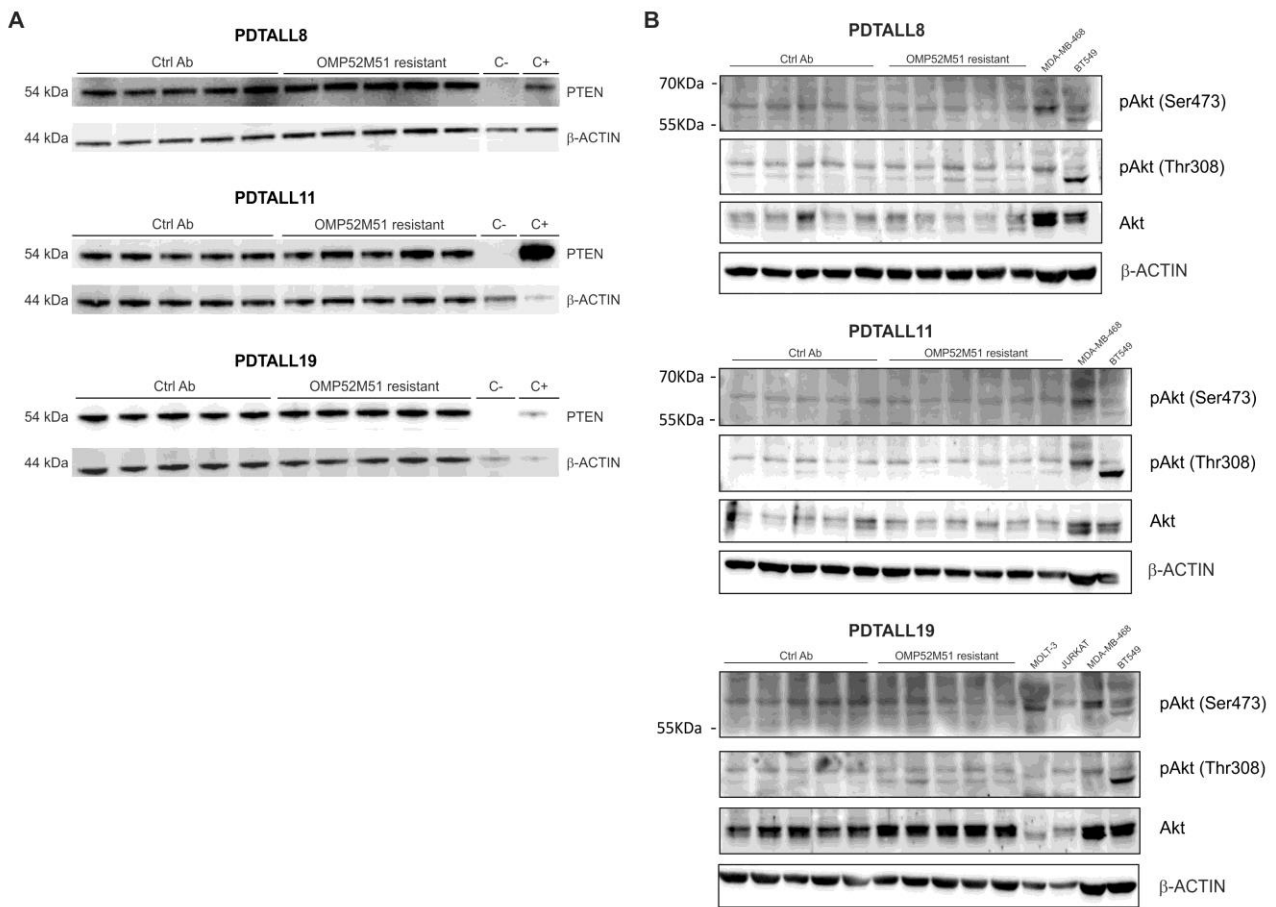 A
PDTALL8
Ctrl Ab OMP52M51 resistant C- C+
54 kDa PTEN
44 kDa β-ACTIN
PDTALL11
Ctrl Ab OMP52M51 resistant C- C+
54 kDa PTEN
44 kDa β-ACTIN
PDTALL19
Ctrl Ab OMP52M51 resistant C- C+
54 kDa PTEN
44 kDa β-ACTIN
B
PDTALL8
Ctrl Ab OMP52M51 resistant MDA-MB-468 BT549
70KDa -
pAkt (Ser473)
55KDa -
pAkt (Thr308)
Akt
β-ACTIN
PDTALL11
Ctrl Ab OMP52M51 resistant MDA-MB-468 BT549
70KDa -
pAkt (Ser473)
55KDa -
pAkt (Thr308)
Akt
β-ACTIN
PDTALL19
Ctrl Ab OMP52M51 resistant MOLT-3 JURKAT MDA-MB-468 BT549
pAkt (Ser473)
55KDa -
pAkt (Thr308)
Akt
β-ACTIN